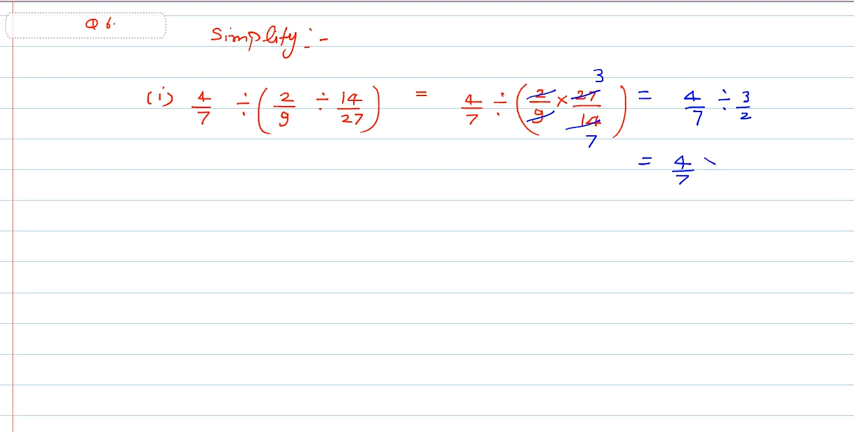 Q 6.
Simplify :-
(i) 4/7 ÷ (2/9 ÷ 14/27) = 4/7 ÷ (2/9 × 27/14) 3 7 = 4/7 ÷ 3/2
= 4/7